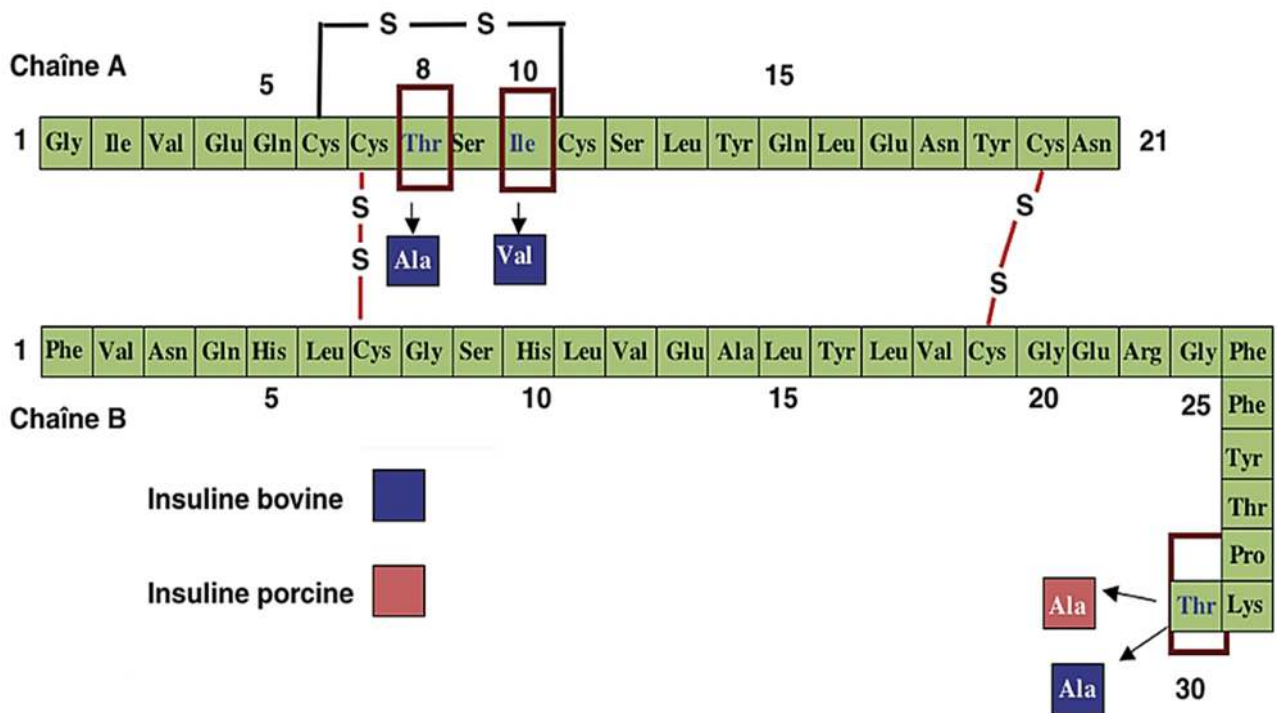 S S
Chaîne A 5 8 10 15
1 Gly Ile Val Glu Gln Cys Cys Thr Ser Ile Cys Ser Leu Tyr Gln Leu Glu Asn Tyr Cys Asn 21
S S
S Ala Val S
1 Phe Val Asn Gln His Leu Cys Gly Ser His Leu Val Glu Ala Leu Tyr Leu Val Cys Gly Glu Arg Gly Phe
5 10 15 20 25 Phe
Chaîne B
Tyr
Insuline bovine Thr
Pro
Insuline porcine Ala Thr Lys
Ala 30